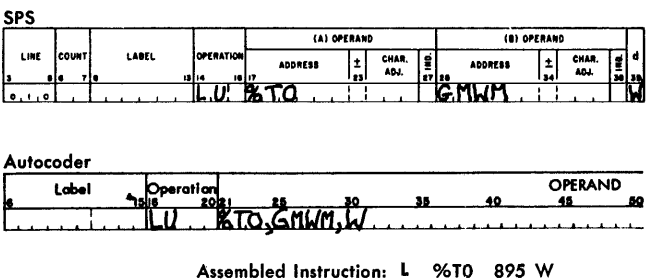 SPS
(A) OPERAND (B) OPERAND
LINE COUNT LABEL OPERATION ADDRESS ± CHAR. ADJ. IND. ADDRESS ± CHAR. ADJ. IND. d
3 5 6 7 8 13 14 16 17 23 27 28 34 38 39
0 1 0 L U %T0 GMWM W
Autocoder
Label Operation OPERAND
6 15 16 20 21 25 30 35 40 45 50
LU %T0,GMWM,W
Assembled Instruction: L %T0 895 W